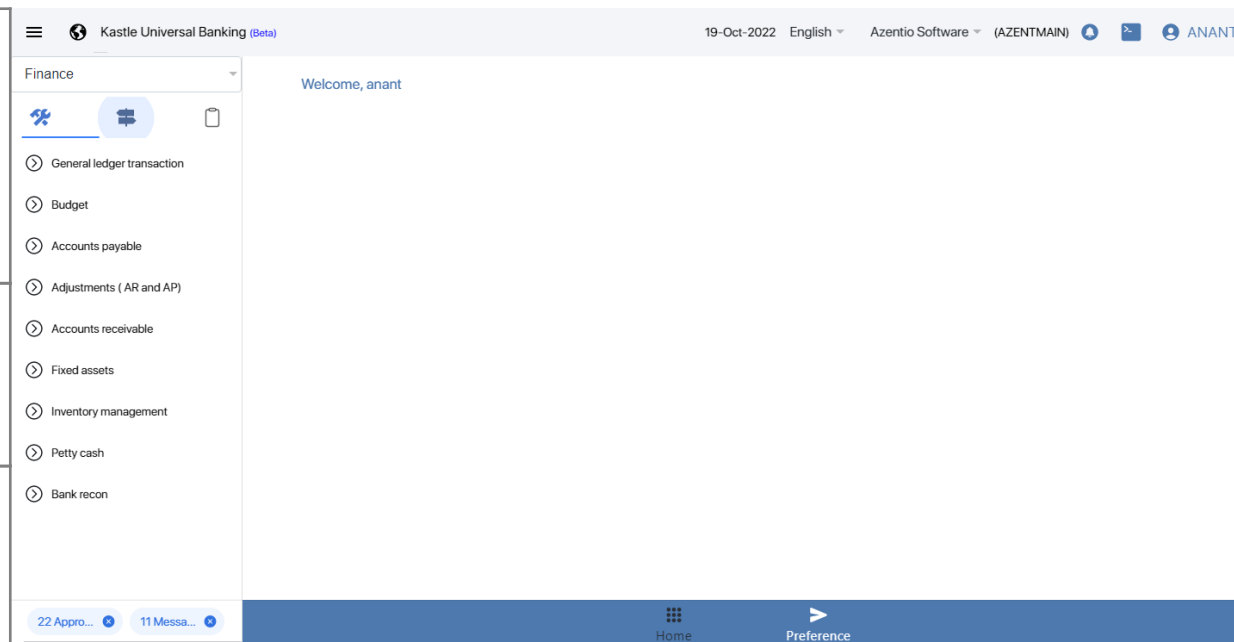 Kastle Universal Banking (Beta)
19-Oct-2022 English Azentio Software (AZENTMAIN) ANANT
Finance
Welcome, anant
General ledger transaction
Budget
Accounts payable
Adjustments ( AR and AP)
Accounts receivable
Fixed assets
Inventory management
Petty cash
Bank recon
22 Appro... 11 Messa...
Home Preference